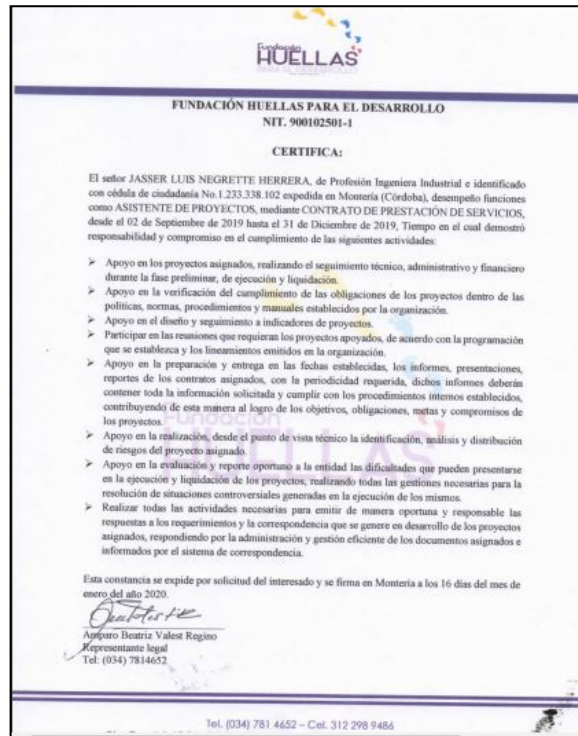 Fundación
HUELLAS
PARA EL DESARROLLO
FUNDACIÓN HUELLAS PARA EL DESARROLLO
NIT. 900102501-1
CERTIFICA:
El señor JASSER LUIS NEGRETTE HERRERA, de Profesión Ingeniera Industrial e identificado
con cédula de ciudadanía No.1.233.338.102 expedida en Montería (Córdoba), desempeño funciones
como ASISTENTE DE PROYECTOS, mediante CONTRATO DE PRESTACIÓN DE SERVICIOS,
desde el 02 de Septiembre de 2019 hasta el 31 de Diciembre de 2019, Tiempo en el cual demostró
responsabilidad y compromiso en el cumplimiento de las siguientes actividades:
➤ Apoyo en los proyectos asignados, realizando el seguimiento técnico, administrativo y financiero
durante la fase preliminar, de ejecución y liquidación.
➤ Apoyo en la verificación del cumplimiento de las obligaciones de los proyectos dentro de las
políticas, normas, procedimientos y manuales establecidos por la organización.
➤ Apoyo en el diseño y seguimiento a indicadores de proyectos.
➤ Participar en las reuniones que requieran los proyectos apoyados, de acuerdo con la programación
que se establezca y los lineamientos emitidos en la organización.
➤ Apoyo en la preparación y entrega en las fechas establecidas, los informes, presentaciones,
reportes de los contratos asignados, con la periodicidad requerida, dichos informes deberán
contener toda la información solicitada y cumplir con los procedimientos internos establecidos,
contribuyendo de esta manera al logro de los objetivos, obligaciones, metas y compromisos de
los proyectos.
➤ Apoyo en la realización, desde el punto de vista técnico la identificación, análisis y distribución
de riesgos del proyecto asignado.
➤ Apoyo en la evaluación y reporte oportuno a la entidad las dificultades que pueden presentarse
en la ejecución y liquidación de los proyectos, realizando todas las gestiones necesarias para la
resolución de situaciones controversiales generadas en la ejecución de los mismos.
➤ Realizar todas las actividades necesarias para emitir de manera oportuna y responsable las
respuestas a los requerimientos y la correspondencia que se genere en desarrollo de los proyectos
asignados, respondiendo por la administración y gestión eficiente de los documentos asignados e
informados por el sistema de correspondencia.
Fundación
HUELLAS
Esta constancia se expide por solicitud del interesado y se firma en Montería a los 16 días del mes de
enero del año 2020.
Amparo Beatriz Valest Regino
Representante legal
Tel: (034) 7814652
Tel. (034) 781 4652 – Cel. 312 298 9486